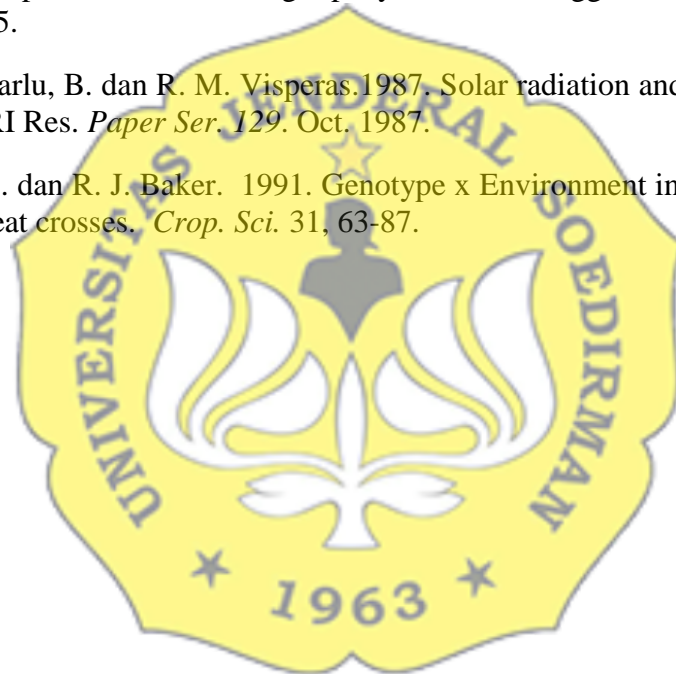 5.
arlu, B. dan R. M. Visperas.1987. Solar radiation and
RI Res. Paper Ser. 129. Oct. 1987.
. dan R. J. Baker. 1991. Genotype x Environment in
eat crosses. Crop. Sci. 31, 63-87.
UNIVERSITAS JENDERAL SOEDIRMAN
1963